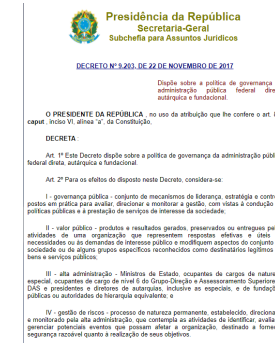 Presidência da República
Secretaria-Geral
Subchefia para Assuntos Jurídicos
DECRETO Nº 9.203, DE 22 DE NOVEMBRO DE 2017
Dispõe sobre a política de governança
administração pública federal dire
autárquica e fundacional.
O PRESIDENTE DA REPÚBLICA , no uso da atribuição que lhe confere o art.
caput , inciso VI, alínea "a", da Constituição,
DECRETA :
Art. 1º Este Decreto dispõe sobre a política de governança da administração públ
federal direta, autárquica e fundacional.
Art. 2º Para os efeitos do disposto neste Decreto, considera-se:
I - governança pública - conjunto de mecanismos de liderança, estratégia e contr
postos em prática para avaliar, direcionar e monitorar a gestão, com vistas à condução
políticas públicas e à prestação de serviços de interesse da sociedade;
II - valor público - produtos e resultados gerados, preservados ou entregues pe
atividades de uma organização que representem respostas efetivas e úteis
necessidades ou às demandas de interesse público e modifiquem aspectos do conjunto
sociedade ou de alguns grupos específicos reconhecidos como destinatários legítimos
bens e serviços públicos;
III - alta administração - Ministros de Estado, ocupantes de cargos de nature
especial, ocupantes de cargo de nível 6 do Grupo-Direção e Assessoramento Superiore
DAS e presidentes e diretores de autarquias, inclusive as especiais, e de fundaçõ
públicas ou autoridades de hierarquia equivalente; e
IV - gestão de riscos - processo de natureza permanente, estabelecido, direciona
e monitorado pela alta administração, que contempla as atividades de identificar, avalia
gerenciar potenciais eventos que possam afetar a organização, destinado a forne
segurança razoável quanto à realização de seus objetivos.